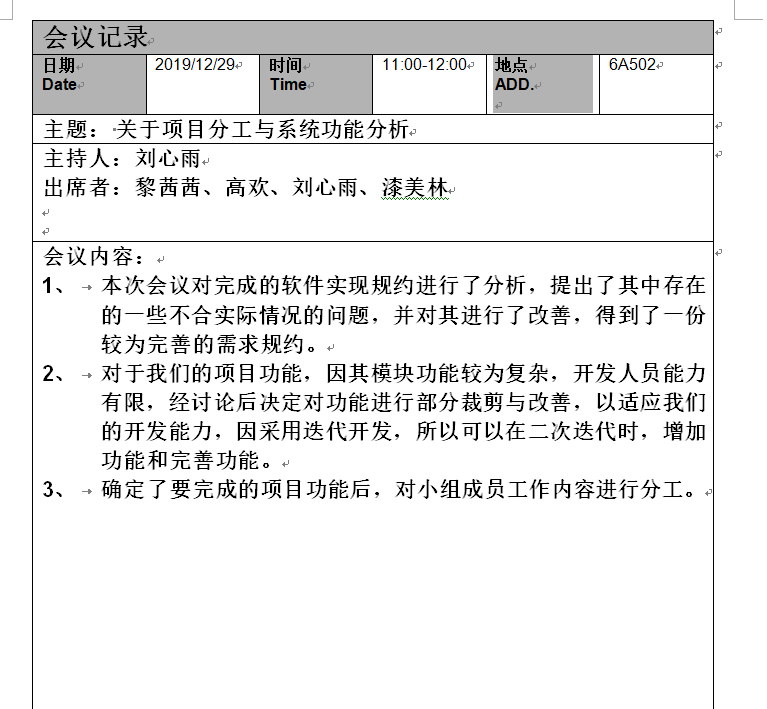 会议记录
日期 2019/12/29 时间 11:00-12:00 地点 6A502
Date Time ADD.
主题：关于项目分工与系统功能分析
主持人：刘心雨
出席者：黎茜茜、高欢、刘心雨、漆美林
会议内容：
1、 本次会议对完成的软件实现规约进行了分析，提出了其中存在
的一些不合实际情况的问题，并对其进行了改善，得到了一份
较为完善的需求规约。
2、 对于我们的项目功能，因其模块功能较为复杂，开发人员能力
有限，经讨论后决定对功能进行部分裁剪与改善，以适应我们
的开发能力，因采用迭代开发，所以可以在二次迭代时，增加
功能和完善功能。
3、 确定了要完成的项目功能后，对小组成员工作内容进行分工。